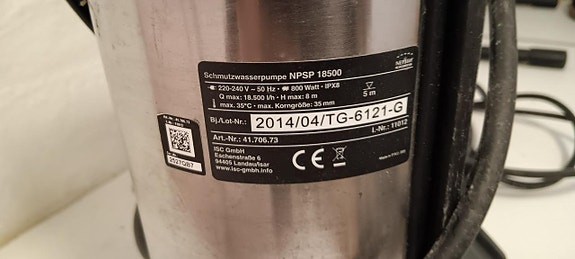 Schmutzwasserpumpe NPSP 18500
220-240 V ~ 50 Hz · 800 Watt · IPX8
Q max: 18.500 l/h · H max: 8 m
5 m
max. 35°C · max. Korngröße: 35 mm
Bj./Lot-Nr.: 2014/04/TG-6121-G
Art.-Nr.: 41.706.73
I.-Nr.: 11012
ISC GmbH
Eschenstraße 6
94405 Landau/Isar
www.isc-gmbh.info
CE